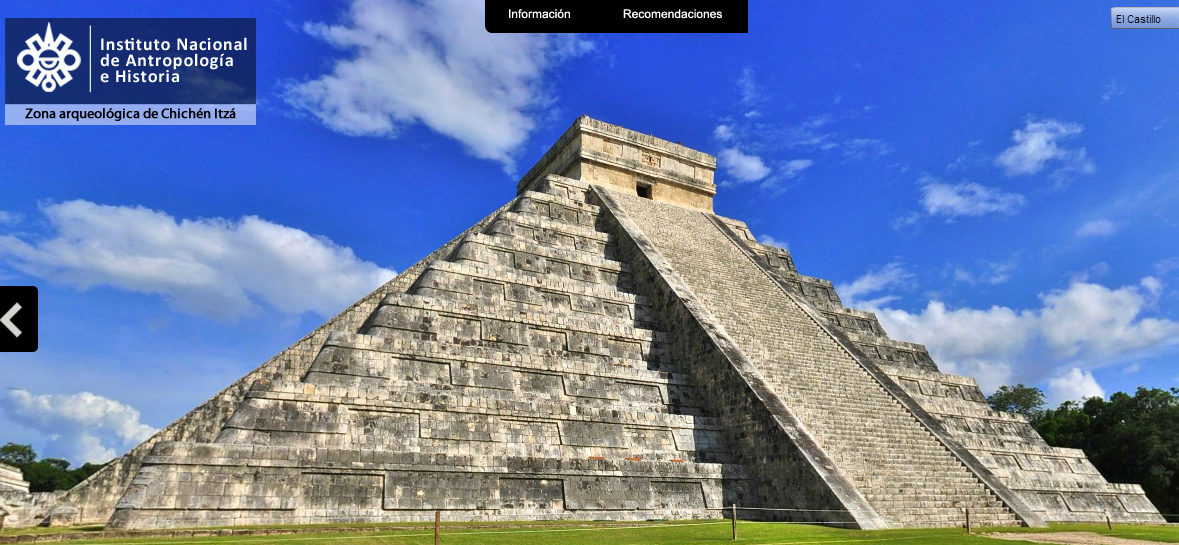 Información
Recomendaciones
El Castillo
Instituto Nacional
de Antropología
e Historia
Zona arqueológica de Chichén Itzá